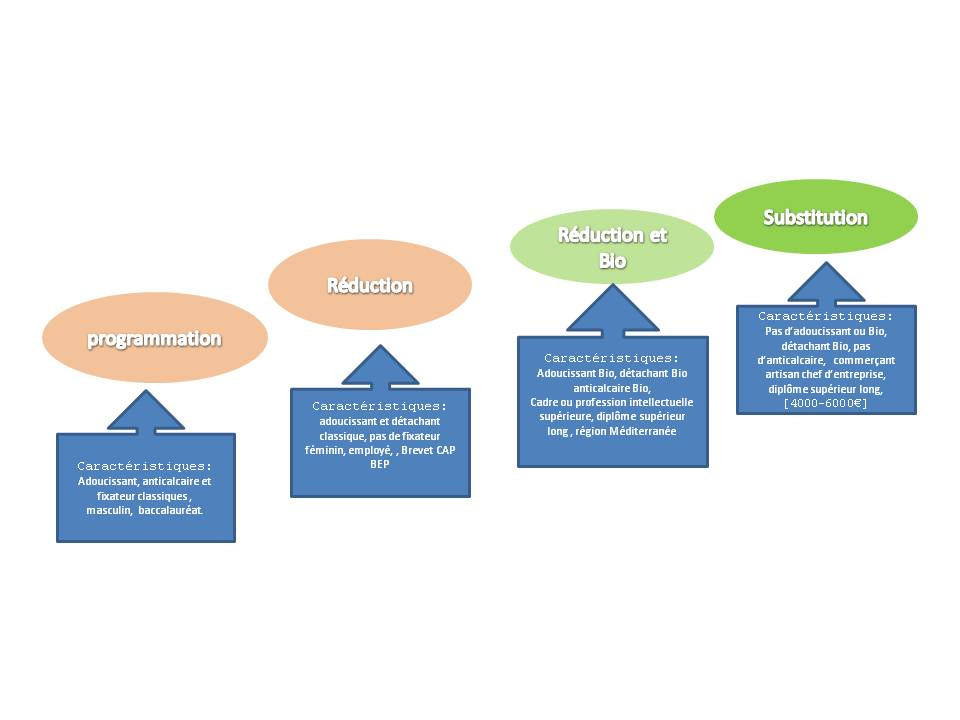 programmation
Caractéristiques:
Adoucissant, anticalcaire et
fixateur classiques ,
masculin, baccalauréat.
Réduction
Caractéristiques:
adoucissant et détachant
classique, pas de fixateur
féminin, employé, , Brevet CAP
BEP
Réduction et
Bio
Caractéristiques:
Adoucissant Bio, détachant Bio
anticalcaire Bio,
Cadre ou profession intellectuelle
supérieure, diplôme supérieur
long , région Méditerranée
Substitution
Caractéristiques:
Pas d’adoucissant ou Bio,
détachant Bio, pas
d’anticalcaire, commerçant
artisan chef d’entreprise,
diplôme supérieur long,
[4000-6000€]